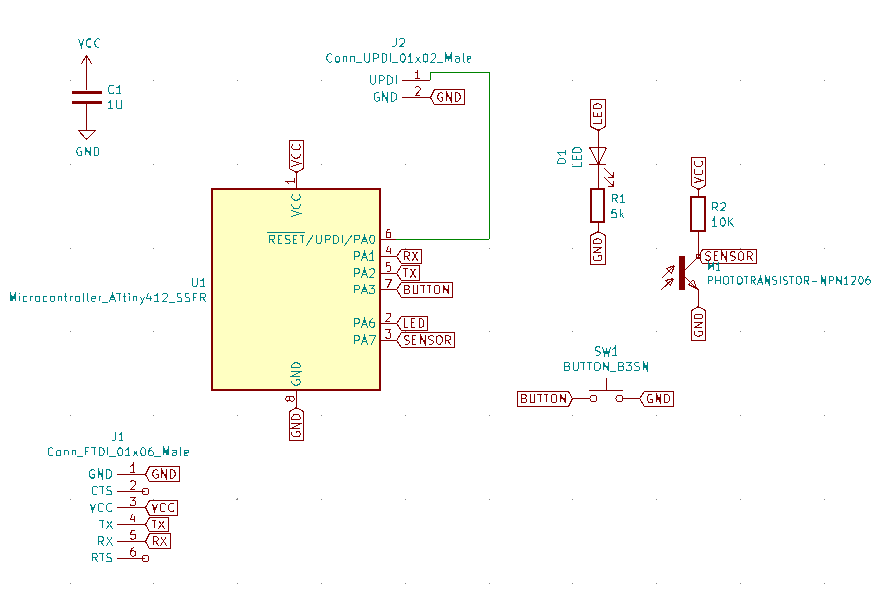 VCC
C1
1U
GND
J2
Conn_UPDI_01x02_Male
UPDI 1
GND 2 GND
LED
D1
LED
R1
5k
GND
VCC
R2
10K
SENSOR
M1
PHOTOTRANSISTOR-NPN1206
GND
VCC
1
VCC
RESET/UPDI/PA0 6
PA1 4 RX
PA2 5 TX
PA3 7 BUTTON
PA6 2 LED
PA7 3 SENSOR
U1
Microcontroller_ATtiny412_SSFR
GND
8
GND
SW1
BUTTON_B3SN
BUTTON
GND
J1
Conn_FTDI_01x06_Male
GND 1 GND
CTS 2
VCC 3 VCC
Tx 4 TX
RX 5 RX
RTS 6